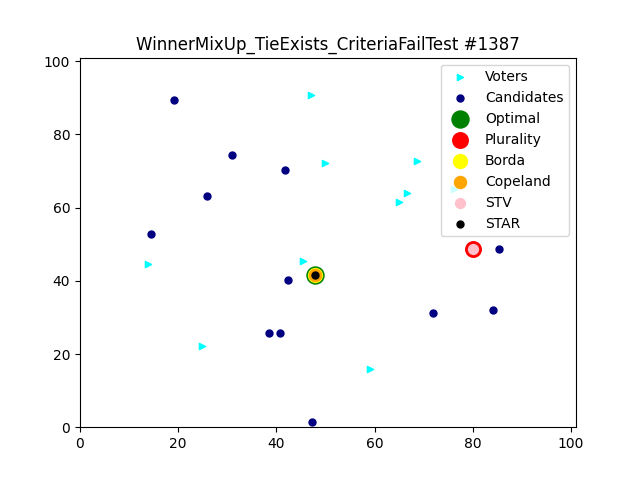 WinnerMixUp_TieExists_CriteriaFailTest #1387
100
80
60
40
20
0
0
20
40
60
80
100
Voters
Candidates
Optimal
Plurality
Borda
Copeland
STV
STAR